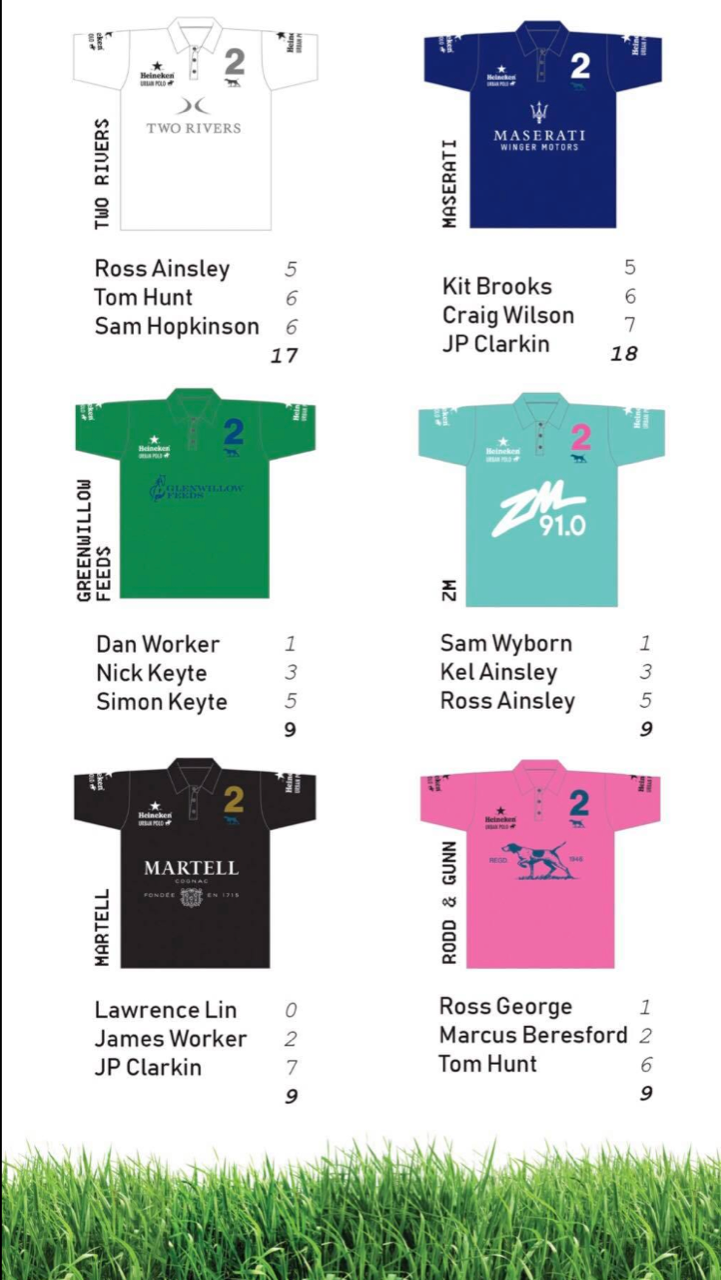 2
Heineken
URBAN POLO
TWO RIVERS
TWO RIVERS
Ross Ainsley 5
Tom Hunt 6
Sam Hopkinson 6
17
2
Heineken
URBAN POLO
MASERATI
WINGER MOTORS
MASERATI
5
Kit Brooks 6
Craig Wilson 7
JP Clarkin 18
2
Heineken
URBAN POLO
GLENWILLOW
FEEDS
GREENWILLOW
FEEDS
Dan Worker 1
Nick Keyte 3
Simon Keyte 5
9
2
Heineken
URBAN POLO
ZM
91.0
ZM
Sam Wyborn 1
Kel Ainsley 3
Ross Ainsley 5
9
2
Heineken
URBAN POLO
MARTELL
COGNAC
FONDÉE EN 1715
MARTELL
Lawrence Lin 0
James Worker 2
JP Clarkin 7
9
2
Heineken
URBAN POLO
REGD. 1946
RODD & GUNN
Ross George 1
Marcus Beresford 2
Tom Hunt 6
9